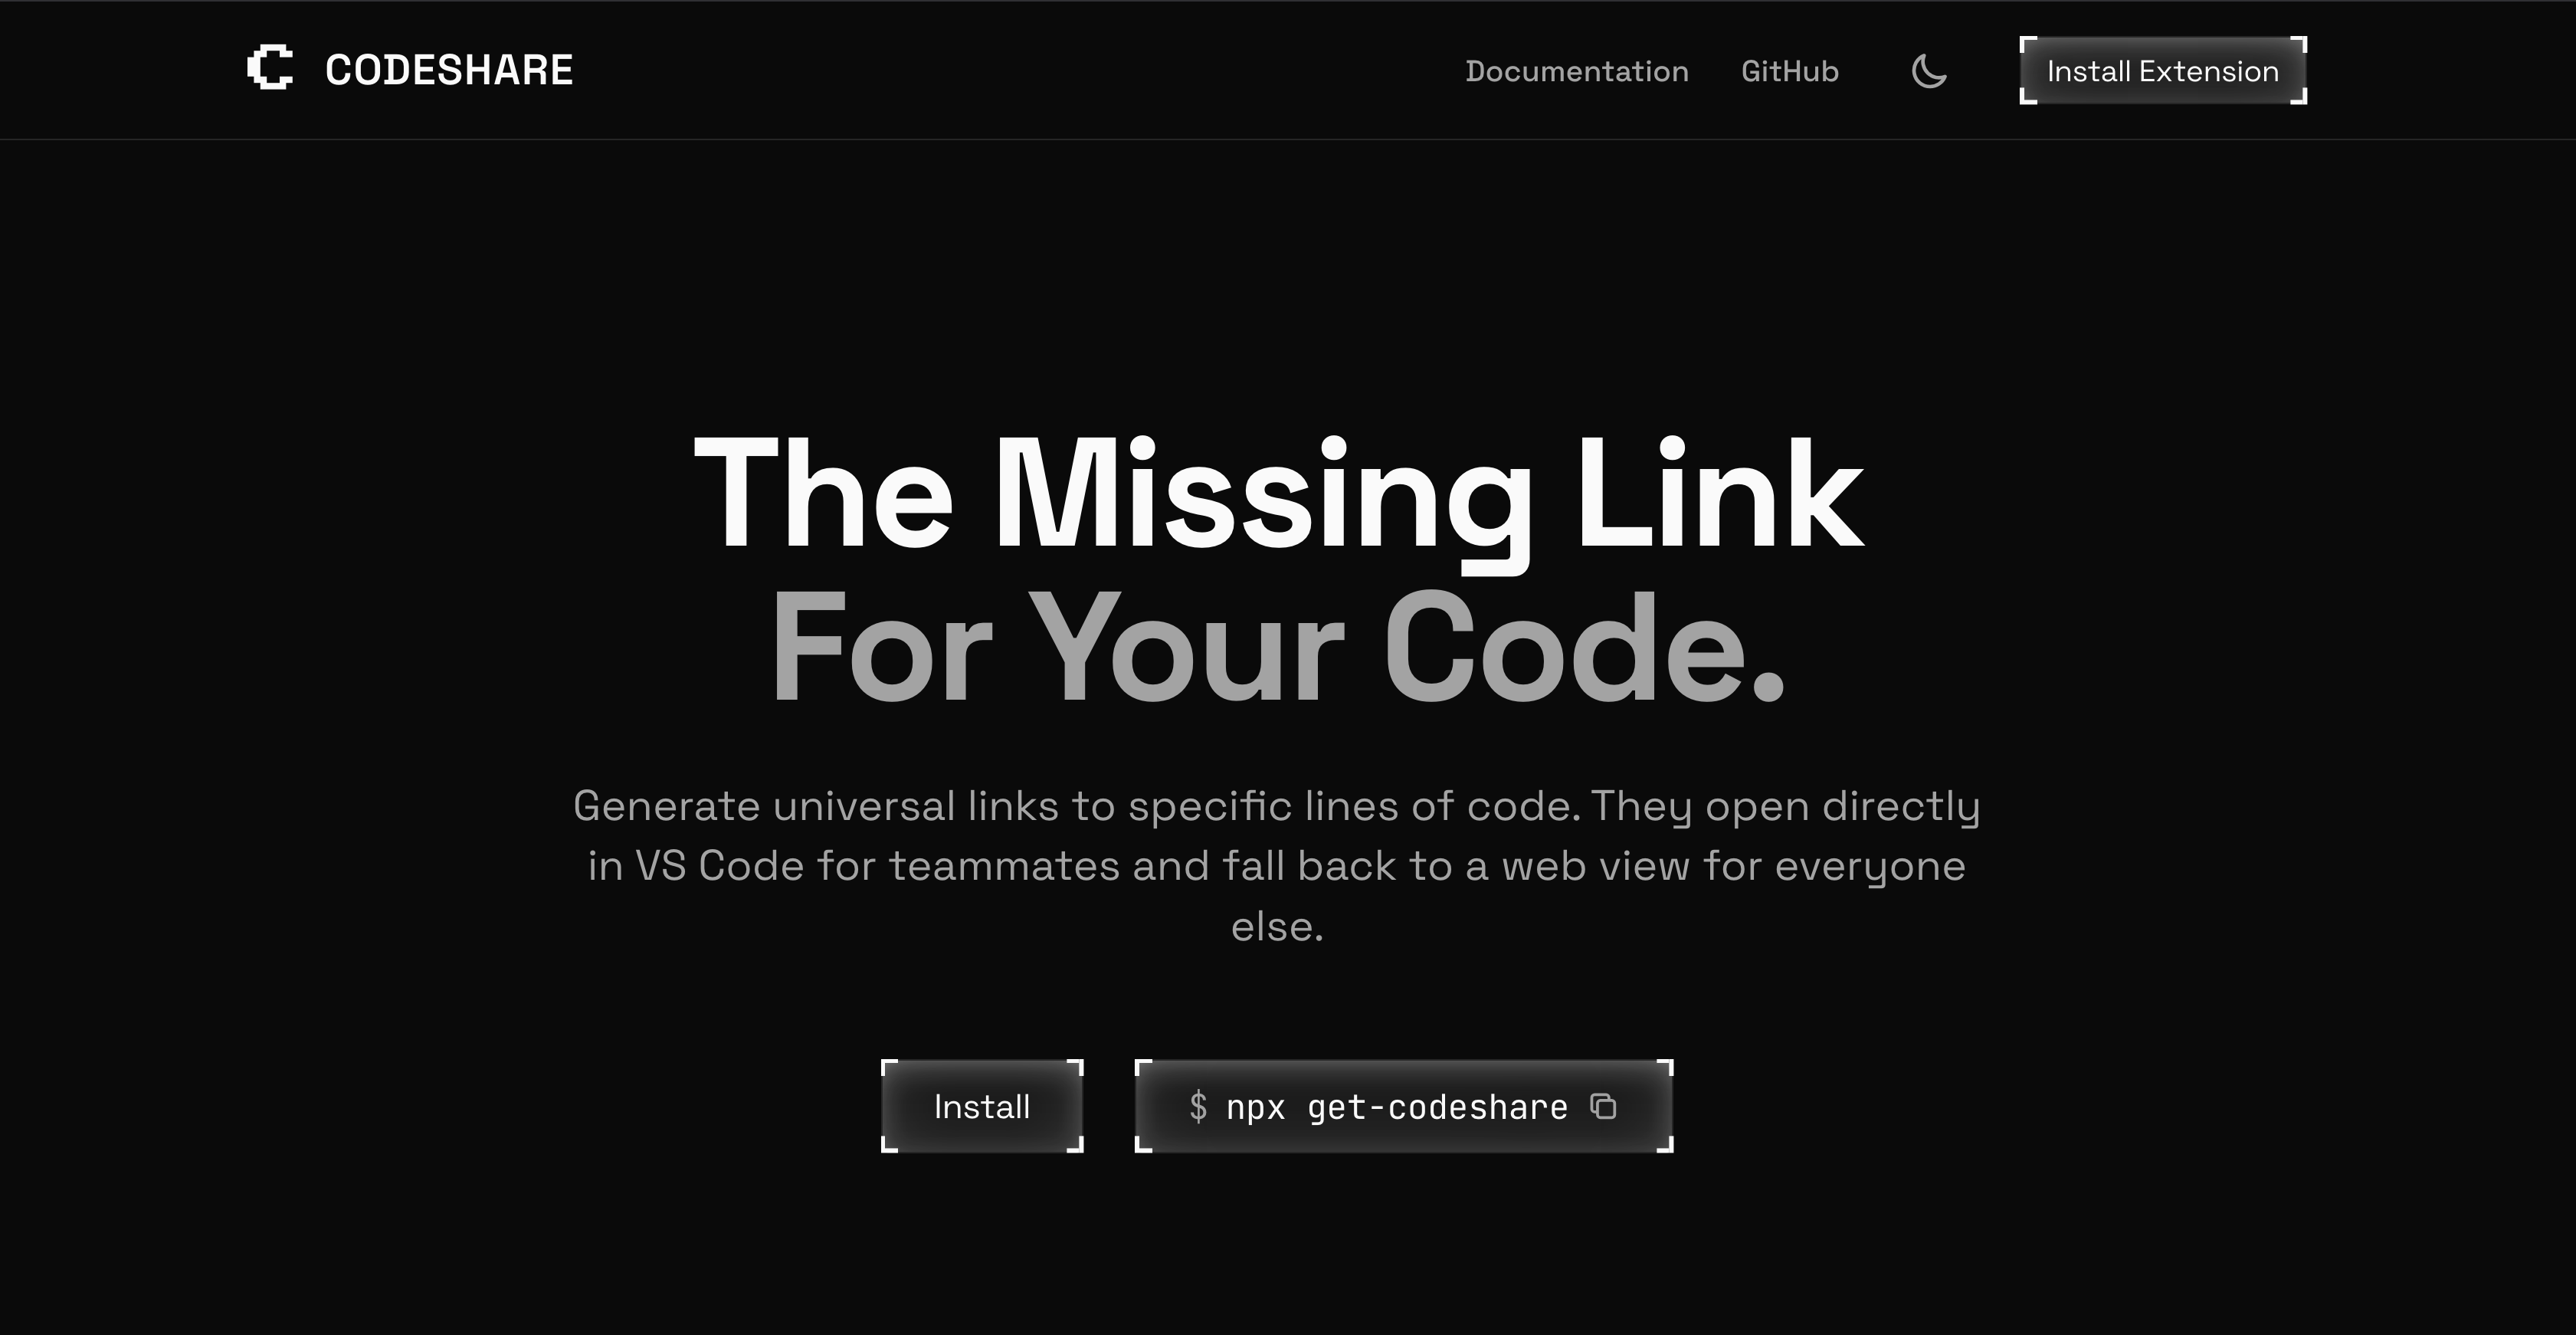 CODESHARE
Documentation
GitHub
Install Extension
The Missing Link
For Your Code.
Generate universal links to specific lines of code. They open directly
in VS Code for teammates and fall back to a web view for everyone
else.
Install
$ npx get-codeshare